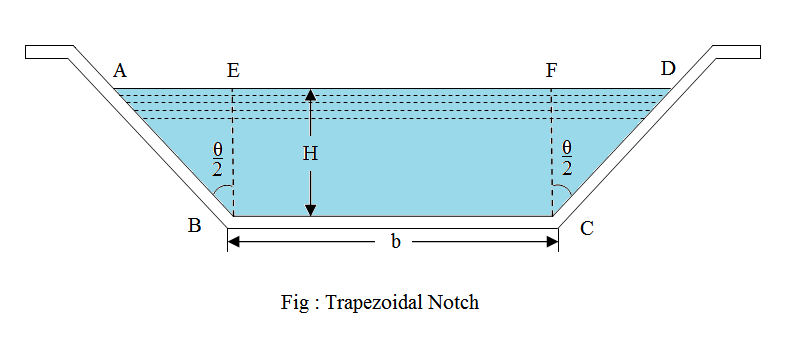 A E F D
θ/2 H θ/2
B C
b
Fig : Trapezoidal Notch